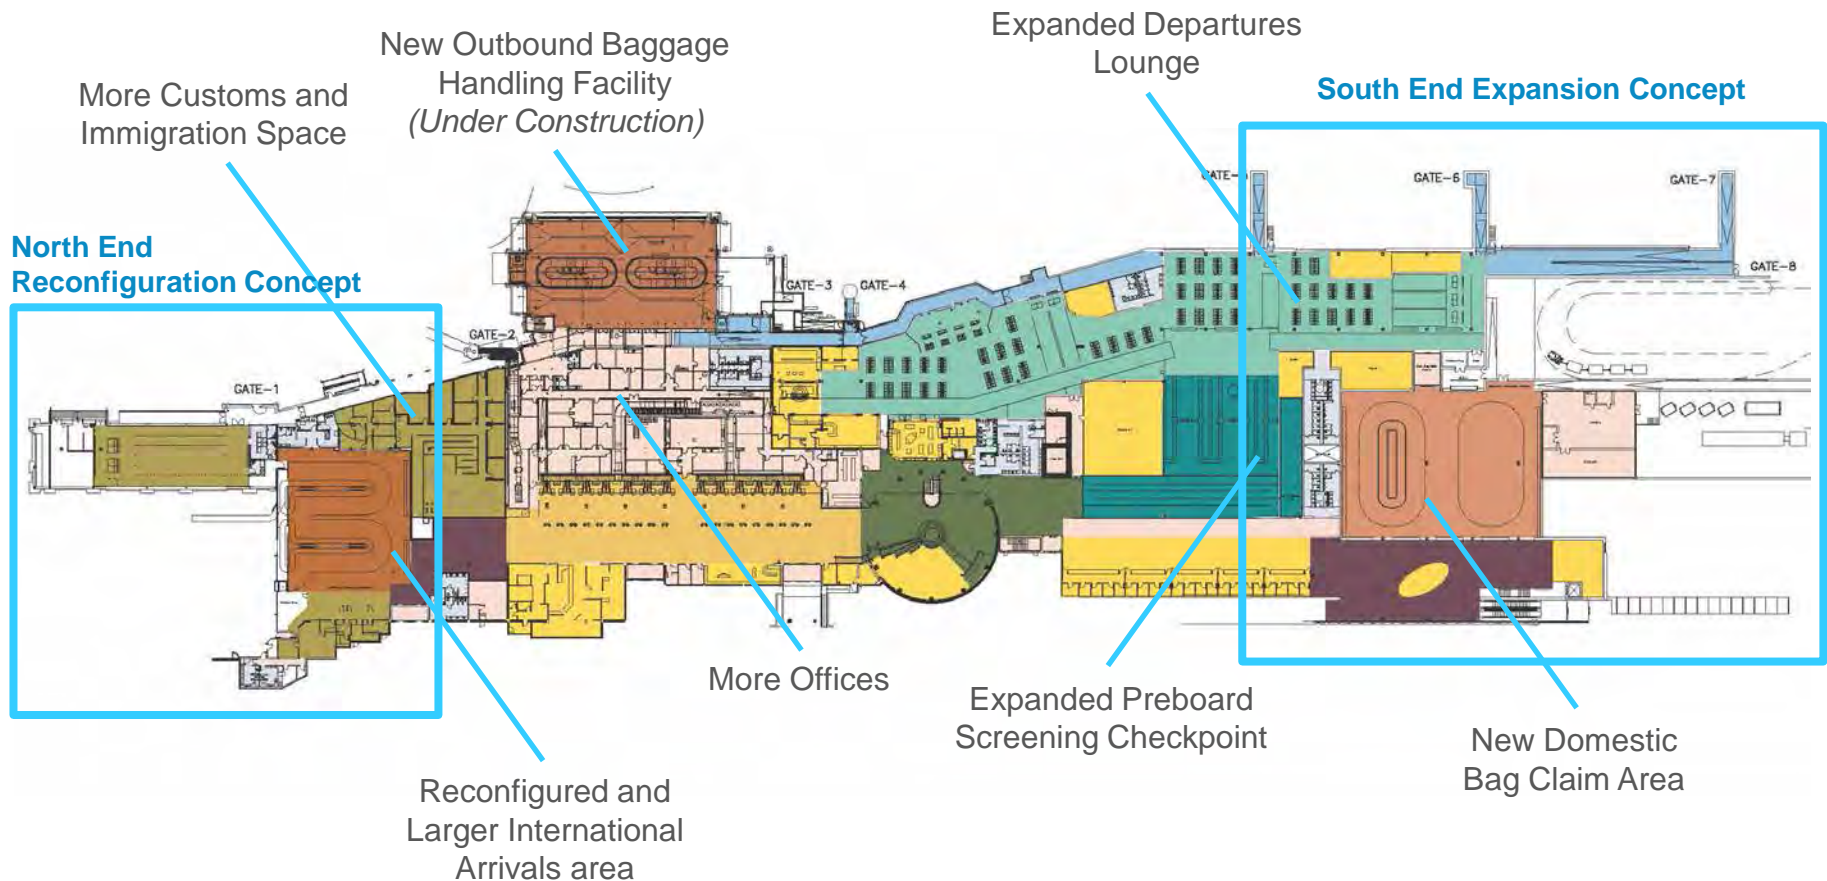 Expanded Departures
Lounge
New Outbound Baggage
Handling Facility
(Under Construction)
South End Expansion Concept
More Customs and
Immigration Space
North End
Reconfiguration Concept
GATE-
GATE-6
GATE-7
GATE-8
GATE-3
GATE-4
GATE-2
GATE-1
More Offices
Expanded Preboard
Screening Checkpoint
New Domestic
Bag Claim Area
Reconfigured and
Larger International
Arrivals area